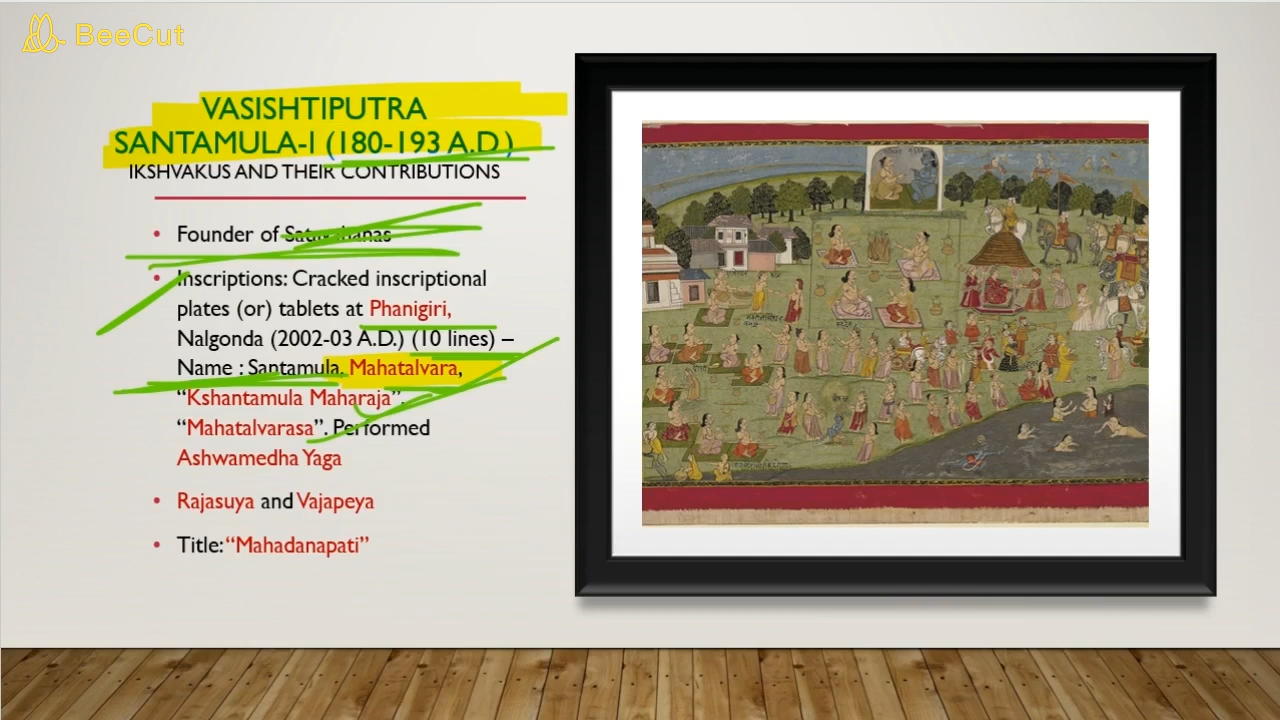 BeeCut
VASISHTIPUTRA
SANTAMULA-I (180-193 A.D.)
IKSHVAKUS AND THEIR CONTRIBUTIONS
• Founder of Satavahanas
• Inscriptions: Cracked inscriptional
plates (or) tablets at Phanigiri,
Nalgonda (2002-03 A.D.) (10 lines) –
Name : Santamula, Mahatalvara,
“Kshantamula Maharaja”.
“Mahatalvarasa”. Performed
Ashwamedha Yaga
• Rajasuya and Vajapeya
• Title: “Mahadanapati”